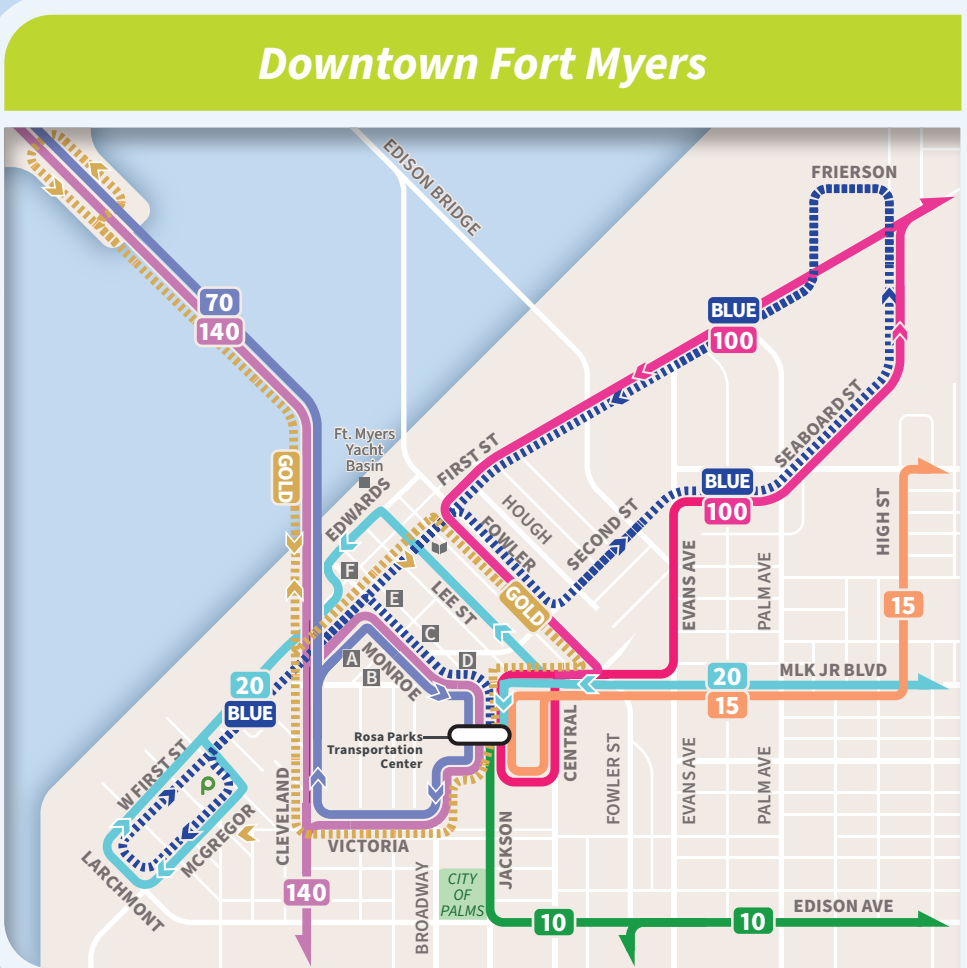 Downtown Fort Myers
EDISON BRIDGE
FRIERSON
70
140
BLUE
100
GOLD
Ft. Myers
Yacht
Basin
FIRST ST
EDWARDS
SEABOARD ST
BLUE
100
HOUGH
FOWLER
SECOND ST
HIGH ST
F
E
LEE ST
GOLD
EVANS AVE
PALM AVE
15
C
A
B
D
MONROE
MLK JR BLVD
20
15
20
BLUE
Rosa Parks
Transportation
Center
CENTRAL
FOWLER ST
EVANS AVE
PALM AVE
W FIRST ST
P
MCGREGOR
CLEVELAND
VICTORIA
LARCHMONT
JACKSON
BROADWAY
CITY
OF
PALMS
140
10
10
EDISON AVE